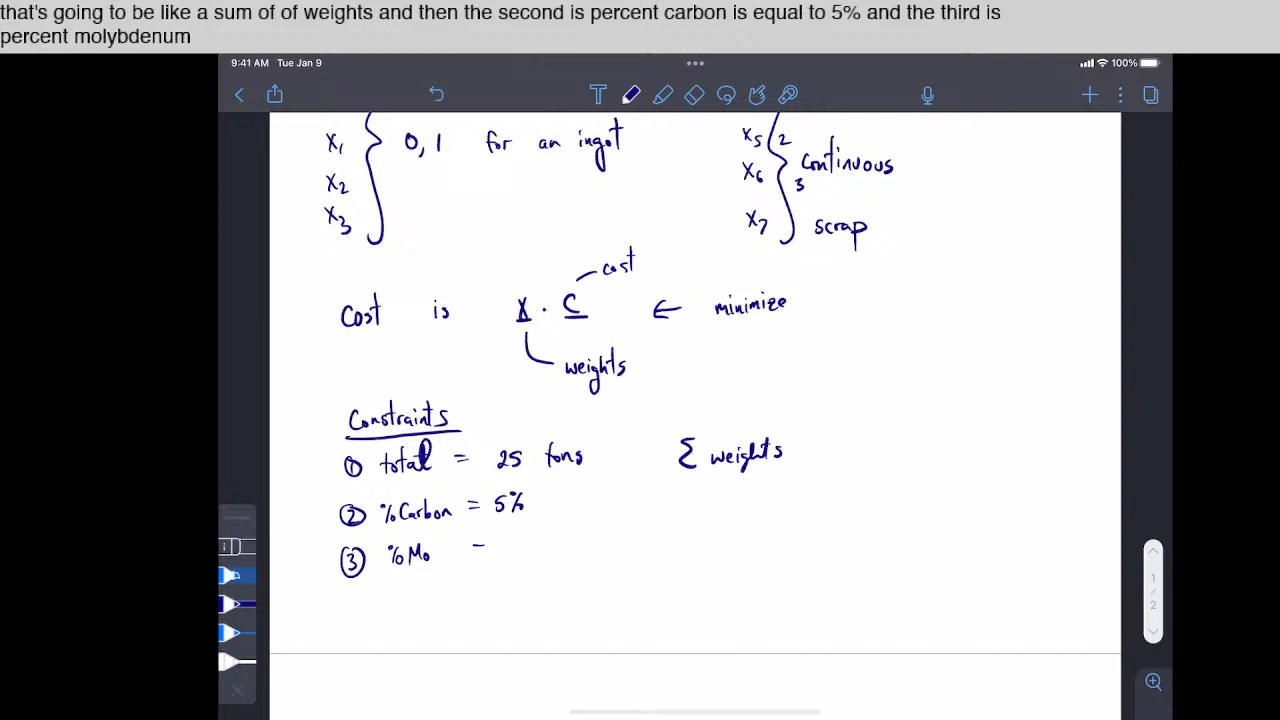 that's going to be like a sum of of weights and then the second is percent carbon is equal to 5% and the third is
percent molybdenum
9:41 AM Tue Jan 9
100%
x1
x2
x3
0, 1 for an ingot
x5
x6
x7
2
3
continuous
scrap
cost
Cost is X · C ← minimize
weights
Constraints
① total = 25 tons Σ weights
② % Carbon = 5%
③ % Mo =
1
/
2